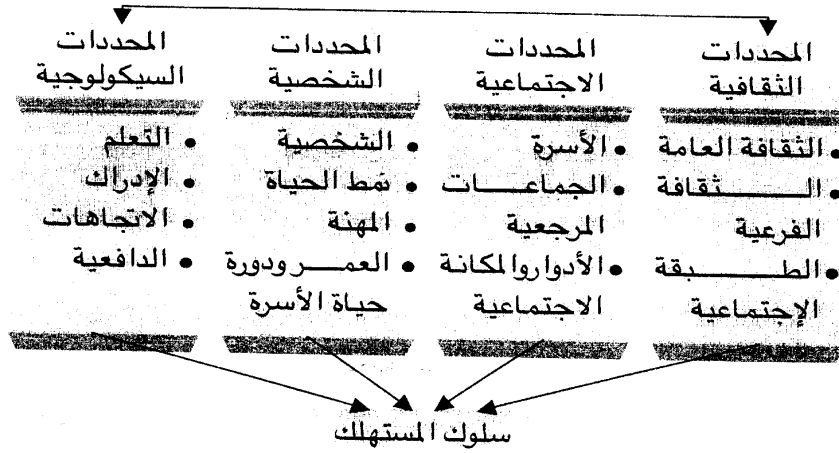 المحددات
الثقافية
• الثقافة العامة
• الثقافة
الفرعية
• الطبقة
الإجتماعية
المحددات
الاجتماعية
• الأسرة
• الجماعات
المرجعية
• الأدوار والمكانة
الاجتماعية
المحددات
الشخصية
• الشخصية
• نمط الحياة
• المهنة
• العمر ودورة
حياة الأسرة
المحددات
السيكولوجية
• التعلم
• الإدراك
• الاتجاهات
• الدافعية
سلوك المستهلك